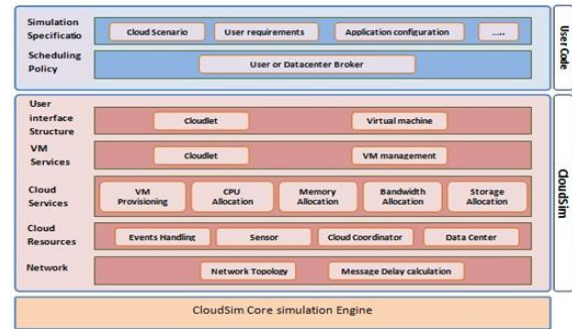 Simulation
Specificatio
Cloud Scenario
User requirements
Application configuration
.....
Scheduling
Policy
User or Datacenter Broker
User Code
User
interface
Structure
Cloudlet
Virtual machine
VM
Services
Cloudlet
VM management
Cloud
Services
VM
Provisioning
CPU
Allocation
Memory
Allocation
Bandwidth
Allocation
Storage
Allocation
Cloud
Resources
Events Handling
Sensor
Cloud Coordinator
Data Center
Network
Network Topology
Message Delay calculation
CloudSim
CloudSim Core simulation Engine